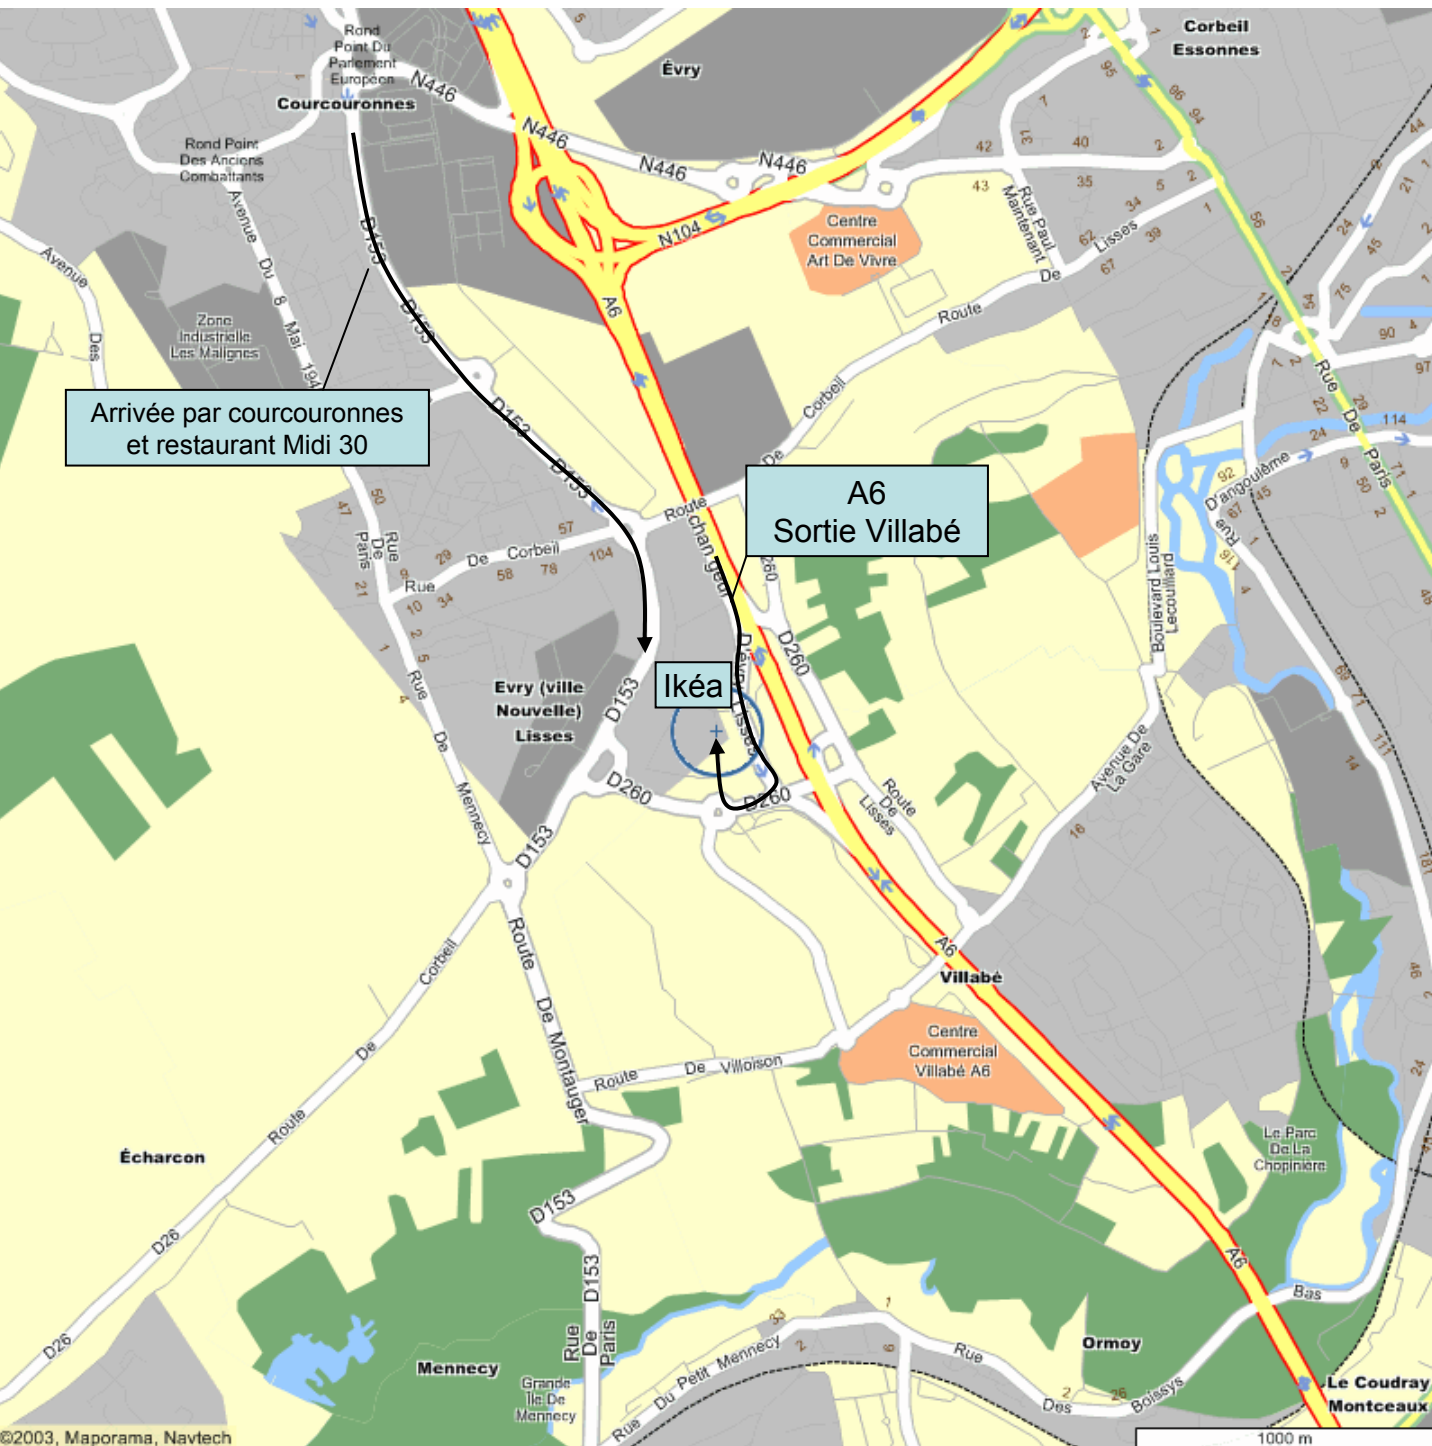 Rond
Point Du
Parlement
Européen
Courcouronnes
N446
Évry
Corbeil
Essonnes
N446
N446
N446
Rond Point
Des Anciens
Combattants
Avenue Du 8 Mai 194
Avenue Des
Zone
Industrielle
Les Malignes
D153
D153
D153
D153
A6
N104
Centre
Commercial
Art De Vivre
Rue Paul
Maintenant
Route De Lisses
Route De Corbeil
Arrivée par courcouronnes
et restaurant Midi 30
A6
Sortie Villabé
Ikéa
Rue De Corbeil
Rue
De
Paris
Rue De Mennecy
Evry (ville
Nouvelle)
Lisses
D153
D260
D260
D260
260
D153
Route
De
Lisses
Avenue De
La Gare
Boulevard Louis
Lecouillard
D'angoulême
Rue
Rue De Paris
A6
Villabé
Centre
Commercial
Villabé A6
Route De Corbeil
Route De Montauger
Route De Villoison
Écharcon
D26
D26
D153
D153
Rue
De
Paris
Mennecy
Grande
Île De
Mennecy
Rue Du Petit Mennecy
Rue Des Boissys
Bas
Ormoy
Le Parc
De La
Chopinière
A6
Le Coudray
Montceaux
©2003, Maporama, Navtech
1000 m